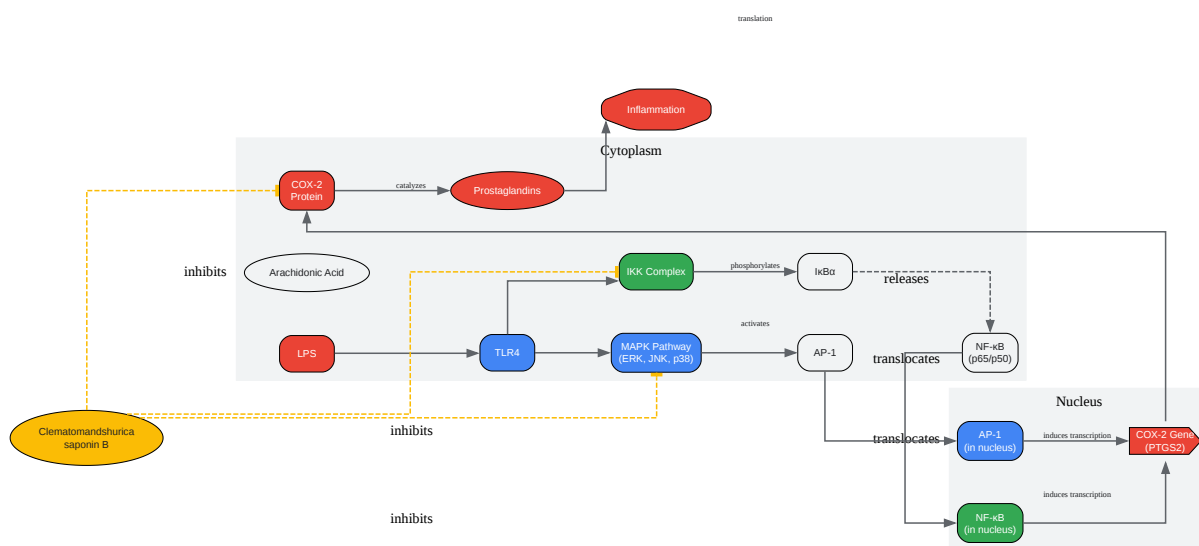 translation
Inflammation
Cytoplasm
COX-2
Protein
catalyzes
Prostaglandins
inhibits
Arachidonic Acid
IKK Complex
phosphorylates
IκBα
releases
activates
LPS
TLR4
MAPK Pathway
(ERK, JNK, p38)
AP-1
translocates
NF-κB
(p65/p50)
Nucleus
Clematomandshurica
saponin B
inhibits
translocates
AP-1
(in nucleus)
induces transcription
COX-2 Gene
(PTGS2)
induces transcription
inhibits
NF-κB
(in nucleus)